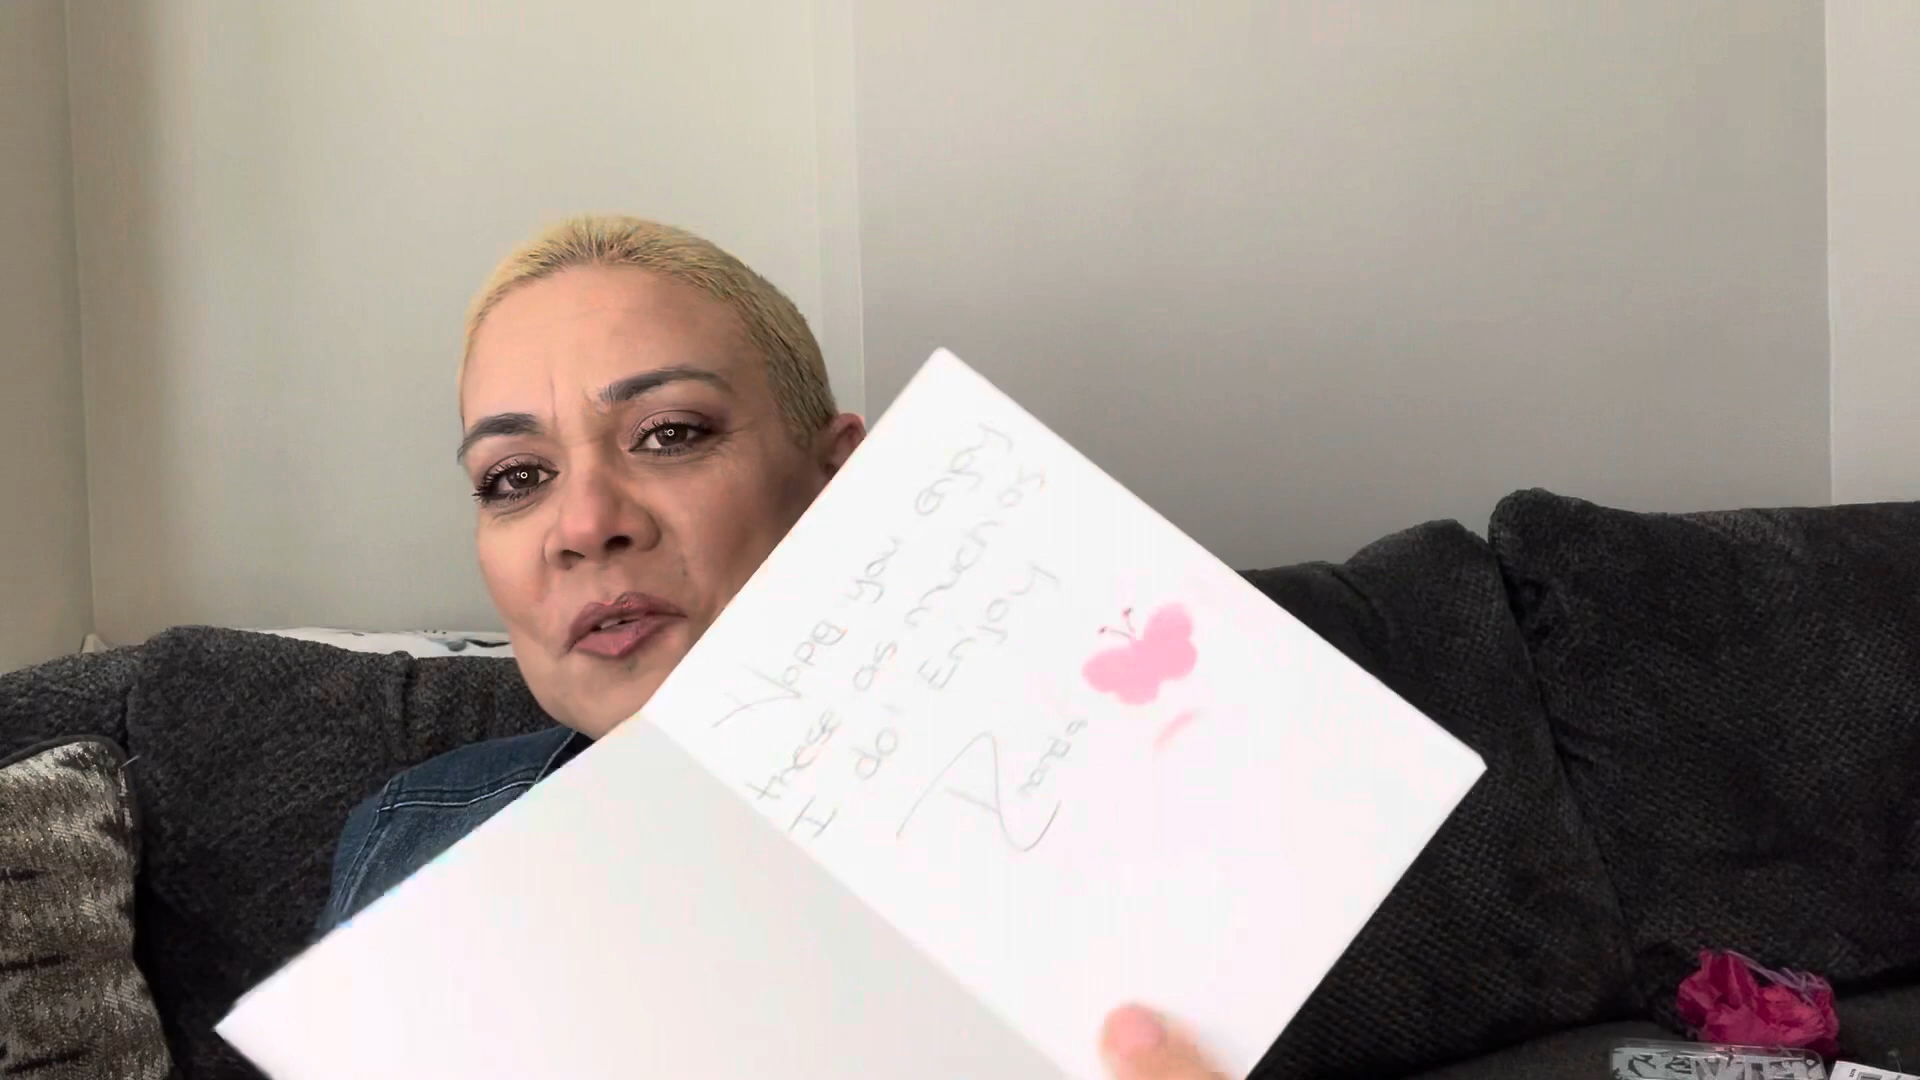 Hope you enjoy
these as much as
I do! Enjoy